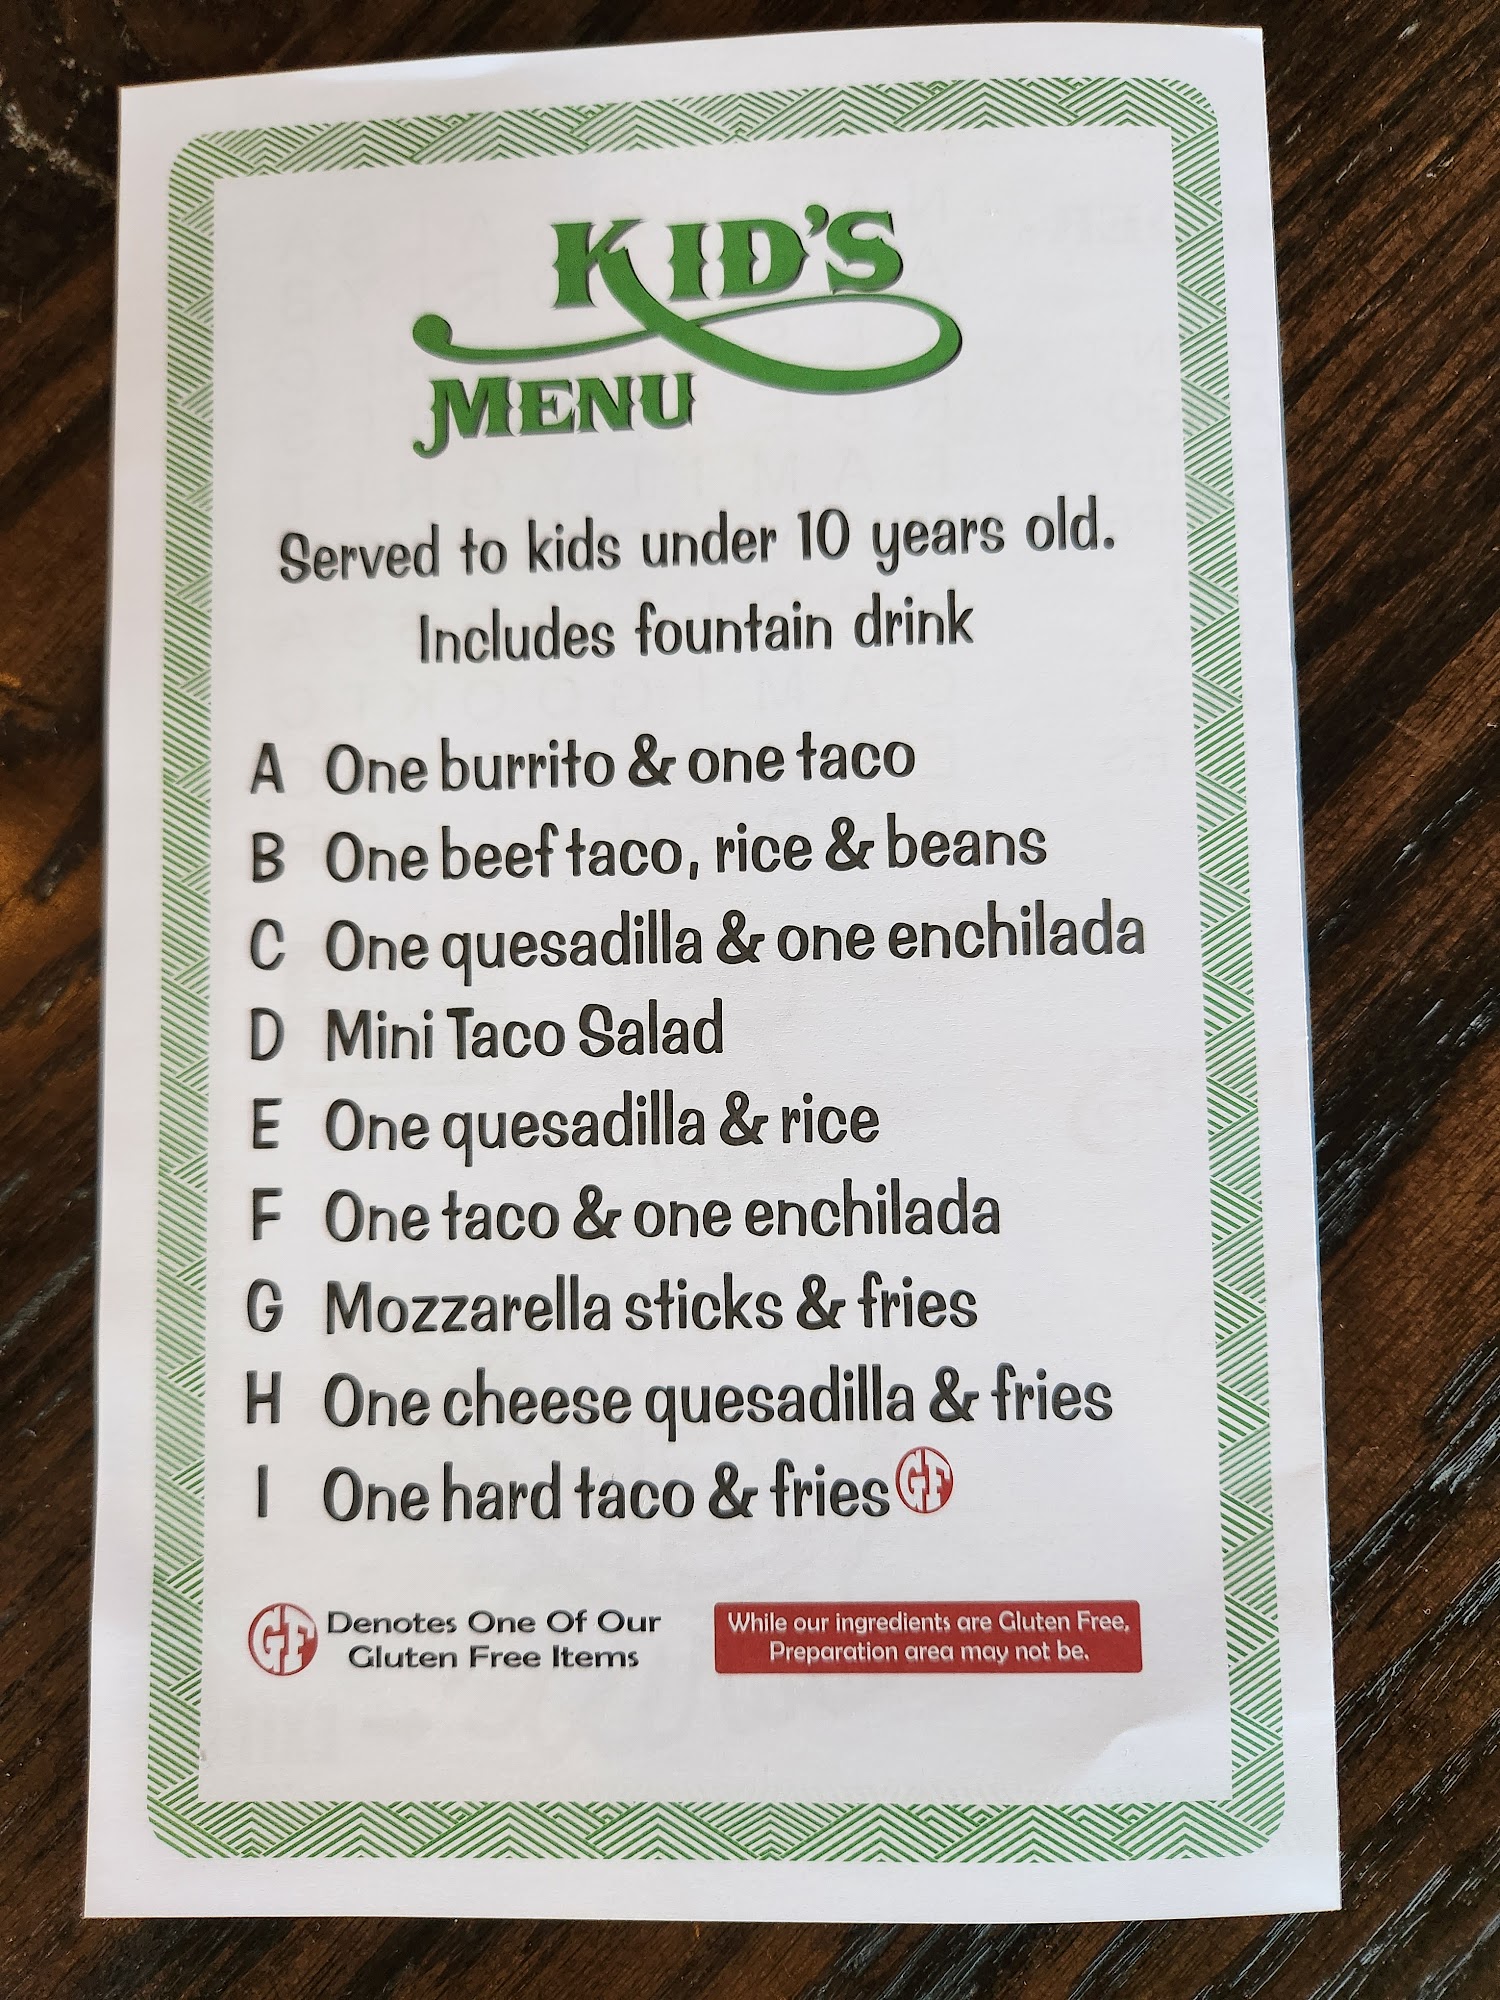 KID'S
MENU
Served to kids under 10 years old.
Includes fountain drink
A One burrito & one taco
B One beef taco, rice & beans
C One quesadilla & one enchilada
D Mini Taco Salad
E One quesadilla & rice
F One taco & one enchilada
G Mozzarella sticks & fries
H One cheese quesadilla & fries
I One hard taco & fries GF
GF Denotes One Of Our
Gluten Free Items
While our ingredients are Gluten Free,
Preparation area may not be.